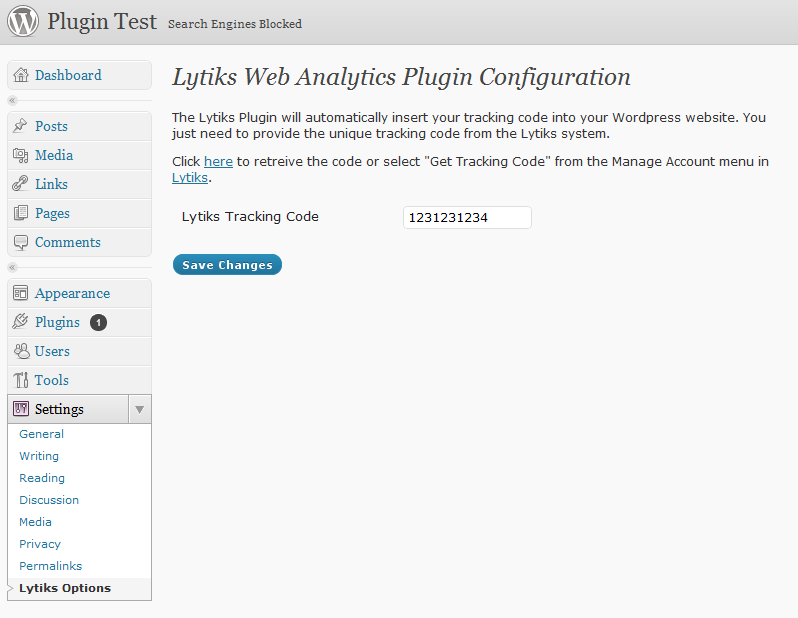 Plugin Test Search Engines Blocked
Dashboard
Posts
Media
Links
Pages
Comments
Appearance
Plugins 1
Users
Tools
Settings
General
Writing
Reading
Discussion
Media
Privacy
Permalinks
Lytiks Options
Lytiks Web Analytics Plugin Configuration
The Lytiks Plugin will automatically insert your tracking code into your Wordpress website. You
just need to provide the unique tracking code from the Lytiks system.
Click here to retreive the code or select "Get Tracking Code" from the Manage Account menu in
Lytiks.
Lytiks Tracking Code 1231231234
Save Changes